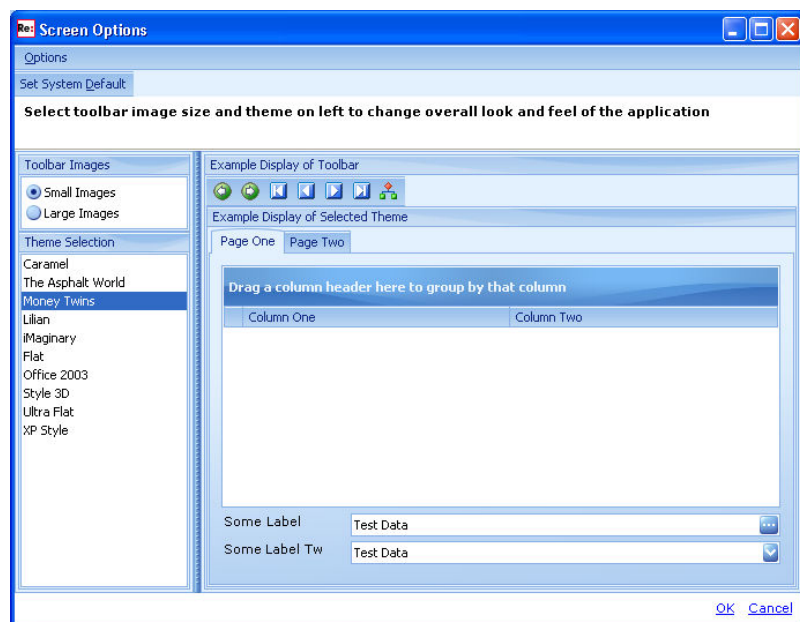 Re: Screen Options
Options
Set System Default
Select toolbar image size and theme on left to change overall look and feel of the application
Toolbar Images
Small Images
Large Images
Theme Selection
Caramel
The Asphalt World
Money Twins
Lilian
iMaginary
Flat
Office 2003
Style 3D
Ultra Flat
XP Style
Example Display of Toolbar
Example Display of Selected Theme
Page One Page Two
Drag a column header here to group by that column
Column One Column Two
Some Label Test Data
Some Label Tw Test Data
OK Cancel